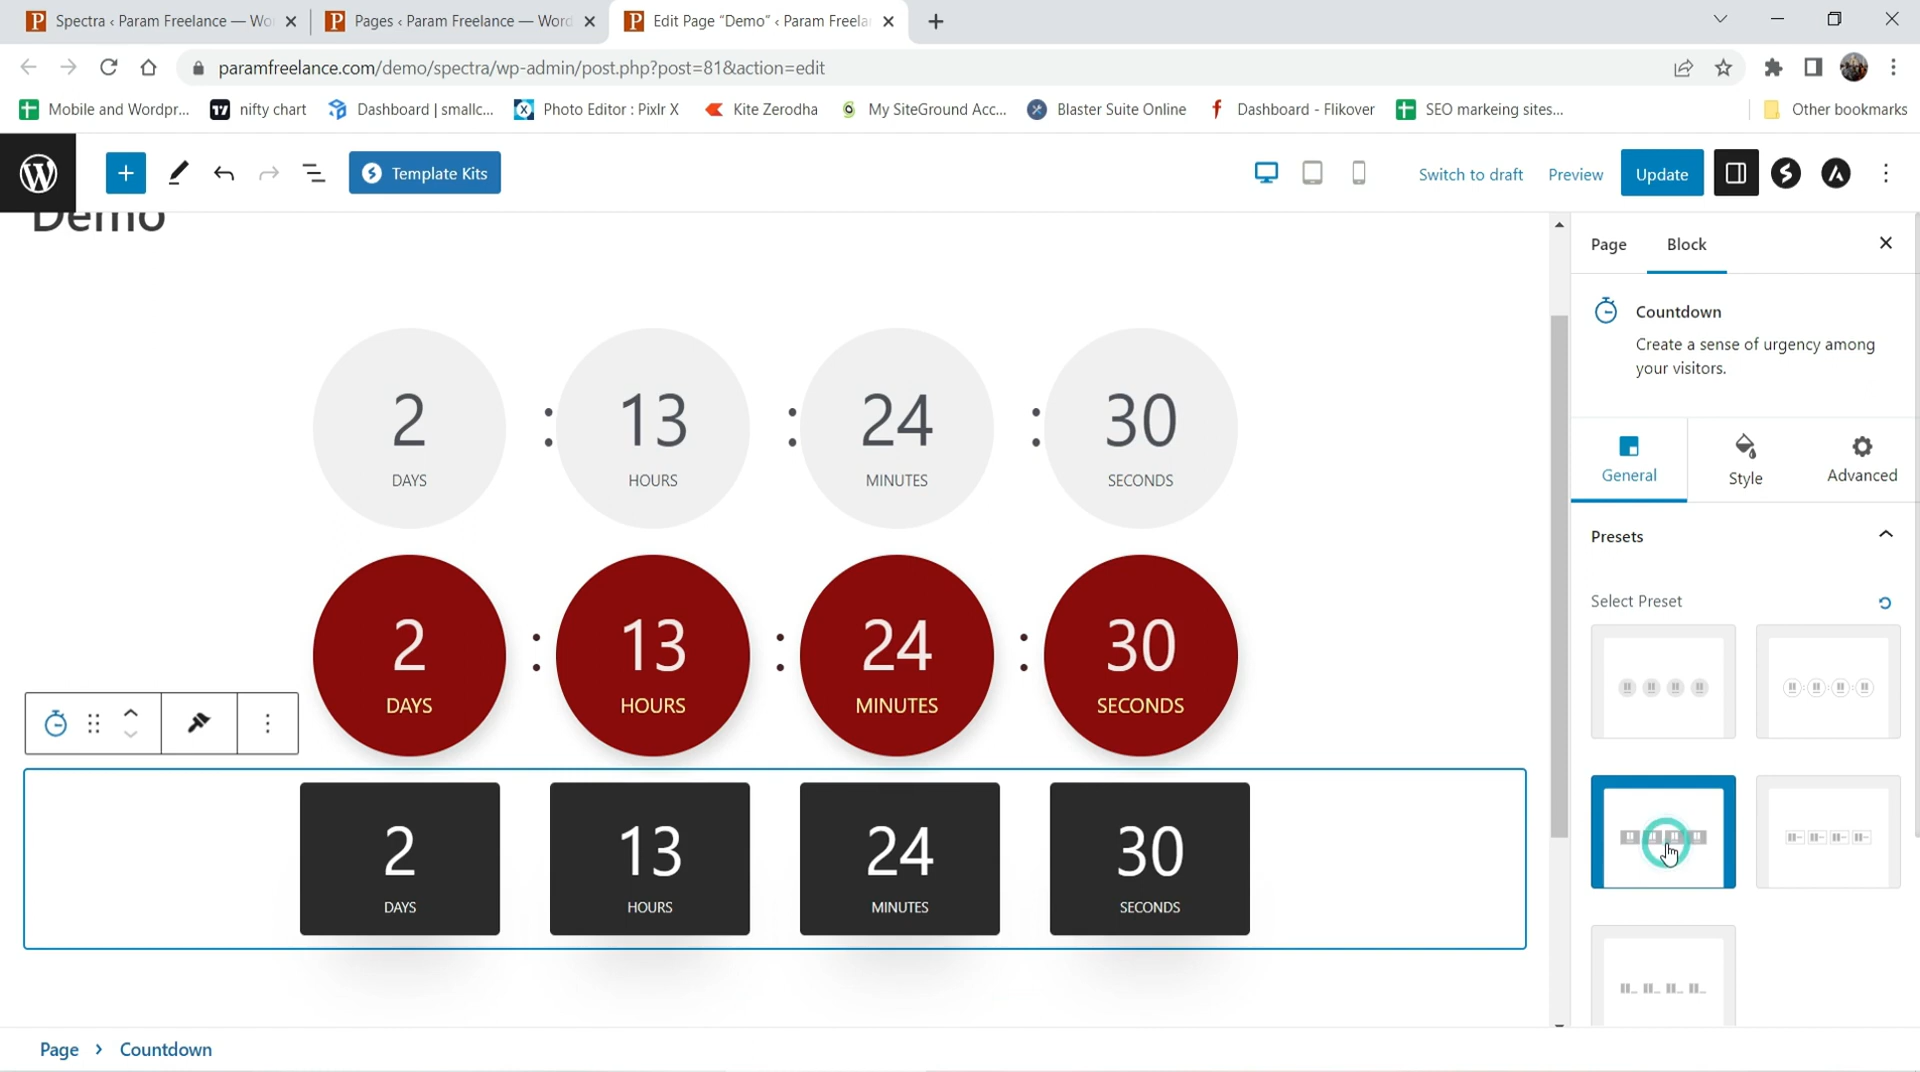 Spectra ‹ Param Freelance — Wo
Pages ‹ Param Freelance — Word
Edit Page “Demo” ‹ Param Freela
paramfreelance.com/demo/spectra/wp-admin/post.php?post=81&action=edit
Mobile and Wordpr...
nifty chart
Dashboard | smallc...
Photo Editor : Pixlr X
Kite Zerodha
My SiteGround Acc...
Blaster Suite Online
Dashboard - Flikover
SEO markeing sites...
Other bookmarks
Template Kits
Switch to draft
Preview
Update
Demo
Page
Block
Countdown
Create a sense of urgency among
your visitors.
General
Style
Advanced
Presets
Select Preset
2 : 13 : 24 : 30
DAYS HOURS MINUTES SECONDS
2 : 13 : 24 : 30
DAYS HOURS MINUTES SECONDS
2 13 24 30
DAYS HOURS MINUTES SECONDS
Page › Countdown